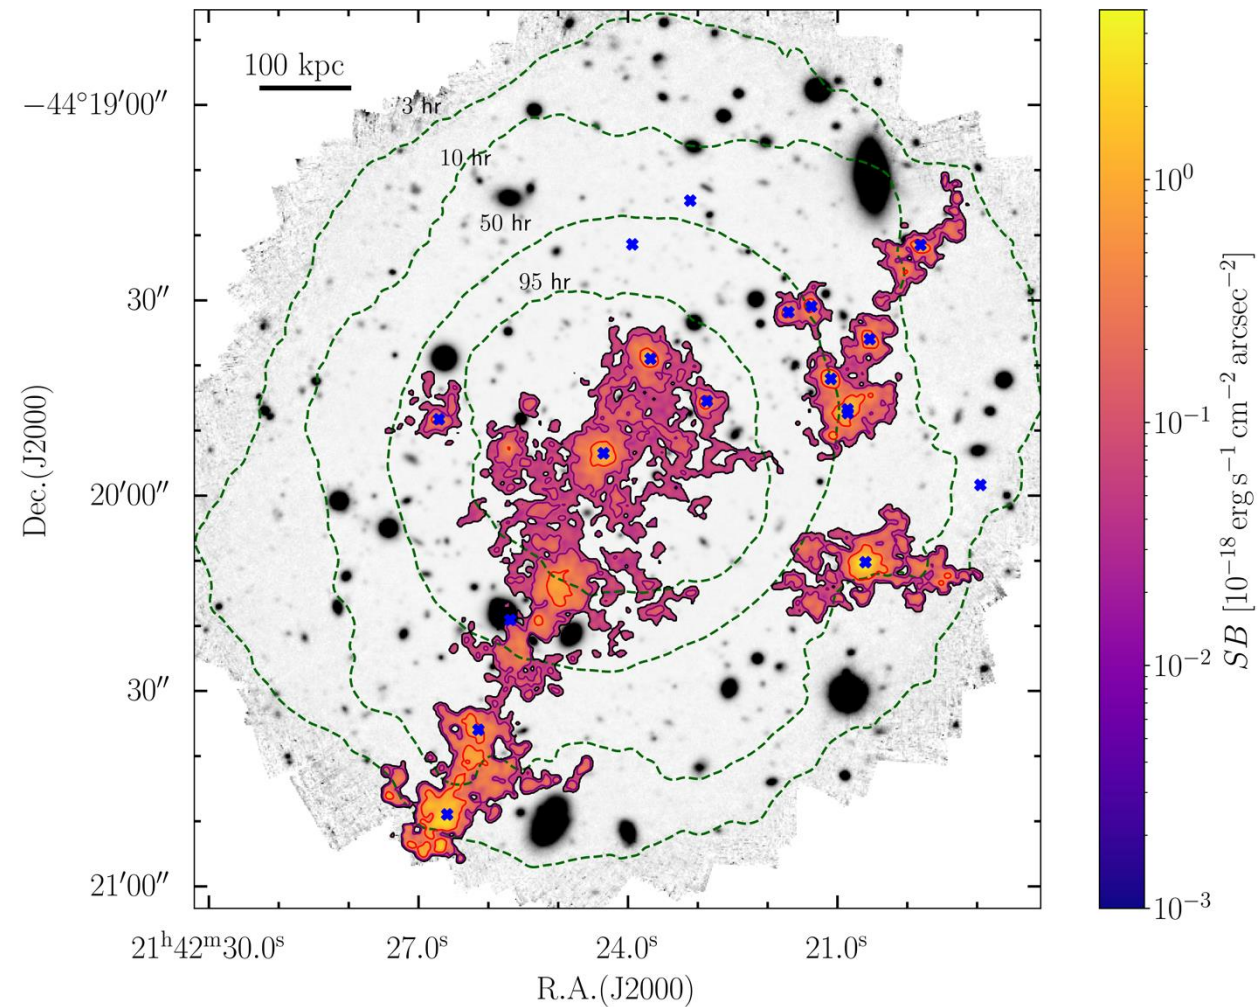 100 kpc
3 hr
10 hr
50 hr
95 hr
−44°19′00″
30″
20′00″
30″
21′00″
Dec.(J2000)
21ʰ42ᵐ30.0ˢ
27.0ˢ
24.0ˢ
21.0ˢ
R.A.(J2000)
10⁰
10⁻¹
10⁻²
10⁻³
SB [10⁻¹⁸ erg s⁻¹ cm⁻² arcsec⁻²]